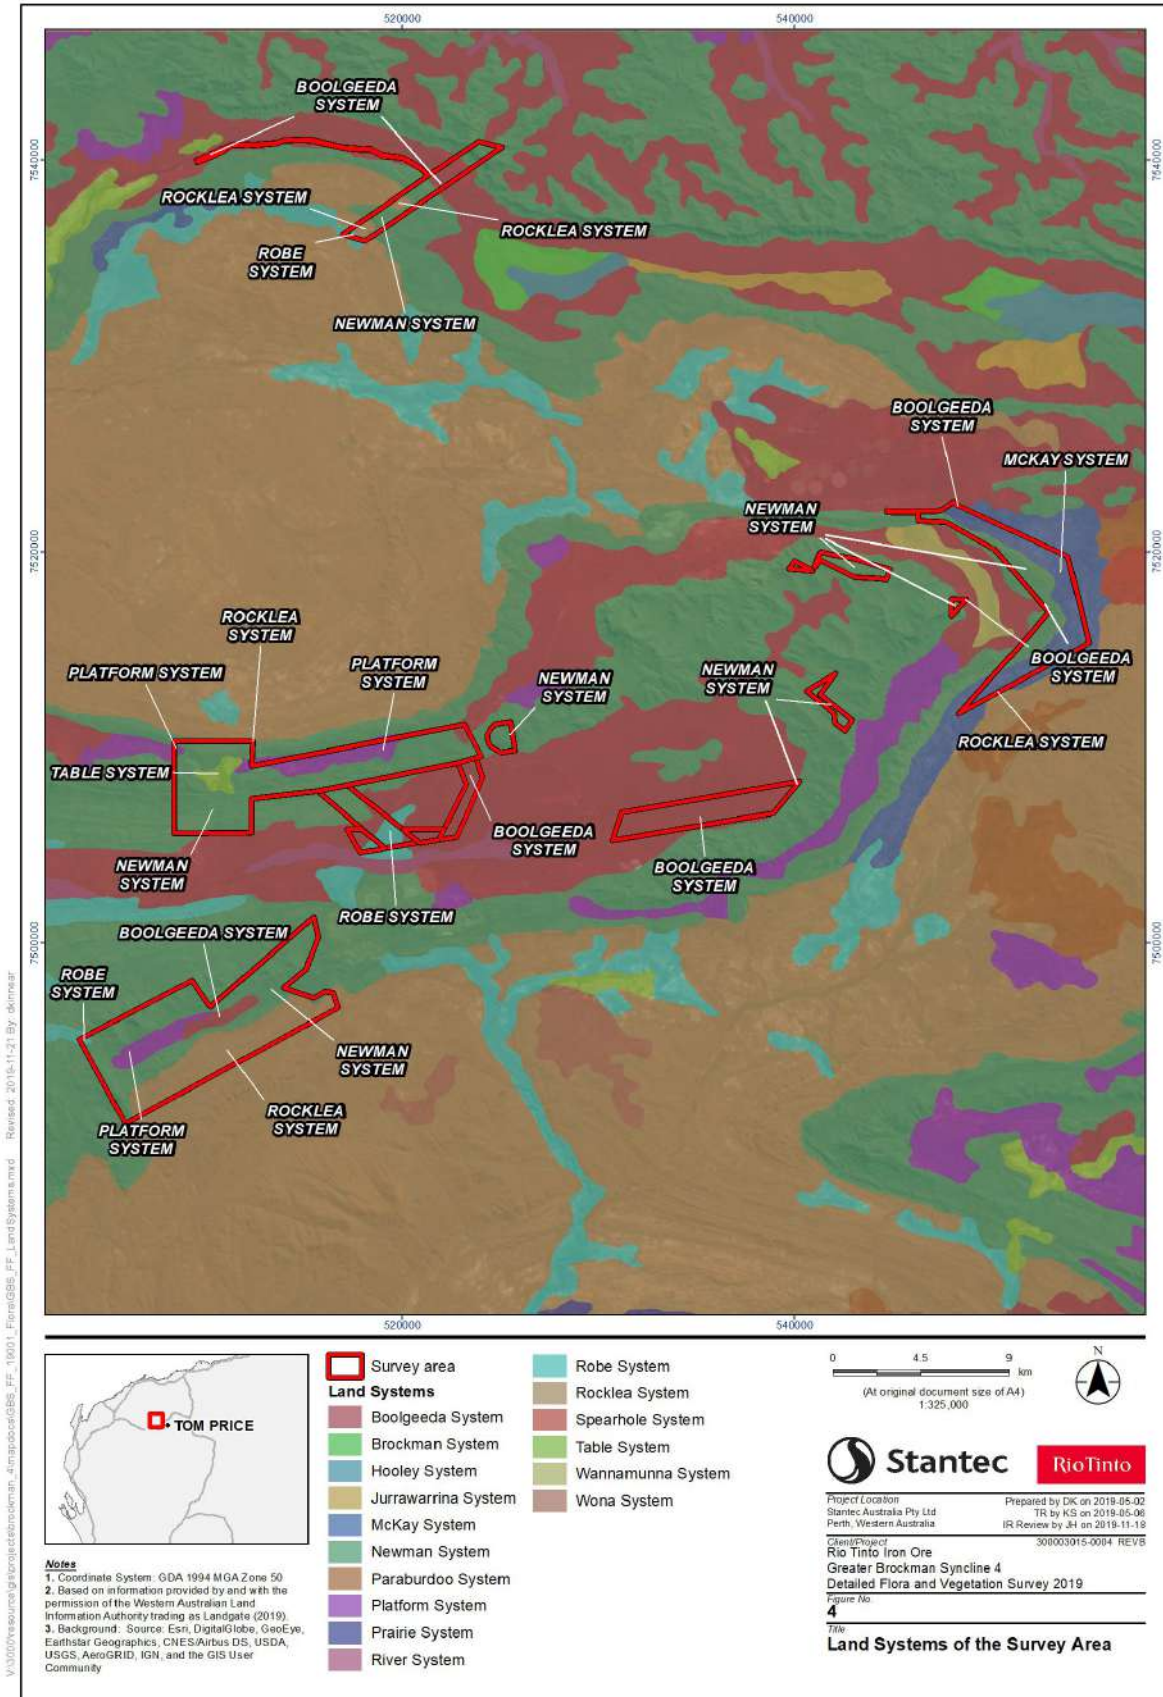 520000
540000
BOOLGEEDA
SYSTEM
7540000
7540000
ROCKLEA SYSTEM
ROCKLEA SYSTEM
ROBE
SYSTEM
NEWMAN SYSTEM
BOOLGEEDA
SYSTEM
MCKAY SYSTEM
NEWMAN
SYSTEM
7520000
7520000
ROCKLEA
SYSTEM
PLATFORM SYSTEM
PLATFORM
SYSTEM
NEWMAN
SYSTEM
NEWMAN
SYSTEM
BOOLGEEDA
SYSTEM
ROCKLEA SYSTEM
TABLE SYSTEM
NEWMAN
SYSTEM
BOOLGEEDA
SYSTEM
BOOLGEEDA
SYSTEM
ROBE SYSTEM
BOOLGEEDA SYSTEM
7500000
7500000
ROBE
SYSTEM
NEWMAN
SYSTEM
ROCKLEA
SYSTEM
PLATFORM
SYSTEM
520000
540000
Revised: 2019-11-21 By: dkinnear
TOM PRICE
Notes
1. Coordinate System: GDA 1994 MGA Zone 50
2. Based on information provided by and with the
permission of the Western Australian Land
Information Authority trading as Landgate (2019).
3. Background: Source: Esri, DigitalGlobe, GeoEye,
Earthstar Geographics, CNES/Airbus DS, USDA,
USGS, AeroGRID, IGN, and the GIS User
Community
Survey area
Land Systems
Boolgeeda System
Brockman System
Hooley System
Jurrawarrina System
McKay System
Newman System
Paraburdoo System
Platform System
Prairie System
River System
Robe System
Rocklea System
Spearhole System
Table System
Wannamunna System
Wona System
0 4.5 9
km
(At original document size of A4)
1:325,000
N
Stantec
RioTinto
Project Location
Stantec Australia Pty Ltd
Perth, Western Australia
Prepared by DK on 2019-05-02
TR by KS on 2019-05-06
IR Review by JH on 2019-11-18
Client/Project
300003015-0004 REVB
Rio Tinto Iron Ore
Greater Brockman Syncline 4
Detailed Flora and Vegetation Survey 2019
Figure No.
4
Title
Land Systems of the Survey Area